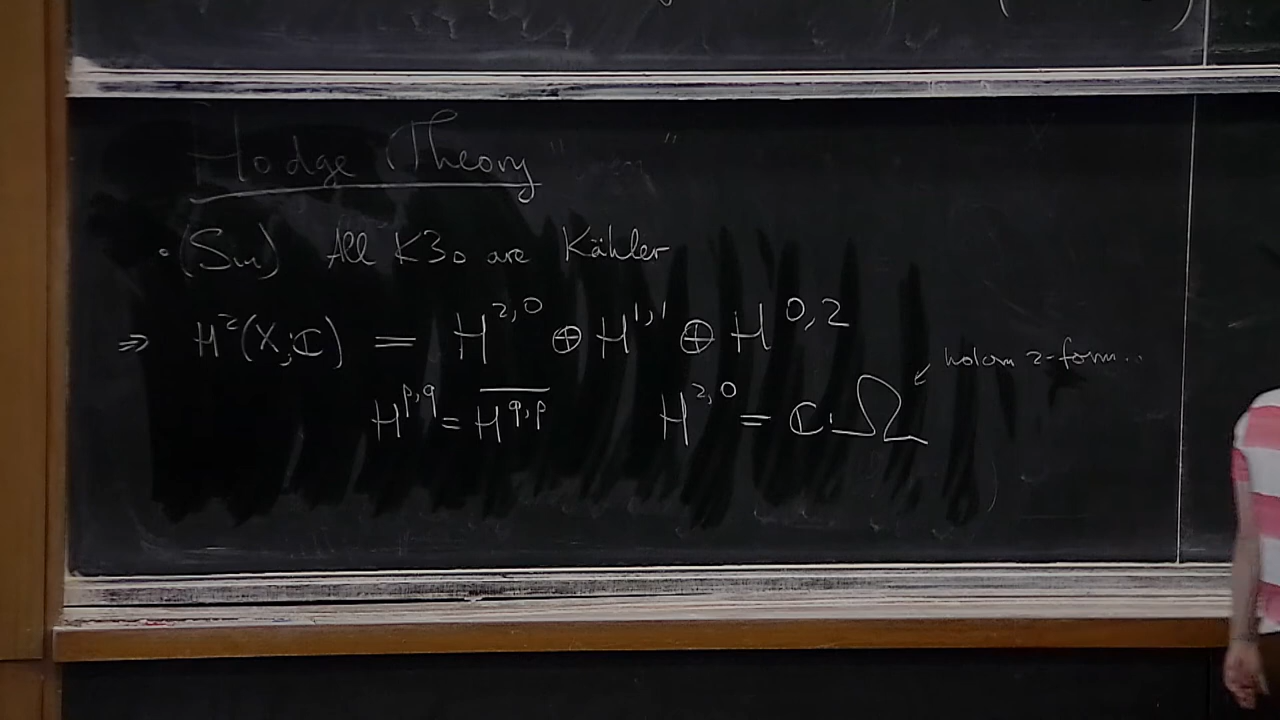 Hodge Theory
• (Siu) All K3s are Kähler
⇒ H²(X;ℂ) = H^{2,0} ⊕ H^{1,1} ⊕ H^{0,2}
H^{p,q} = \overline{H^{q,p}} H^{2,0} = ℂ·Ω ↙ holom 2-form..